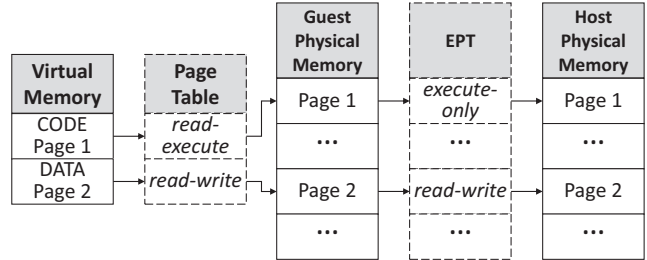 Virtual
Memory
CODE
Page 1
DATA
Page 2
Page
Table
read-
execute
read-write
Guest
Physical
Memory
Page 1
...
Page 2
...
EPT
execute-
only
...
read-write
...
Host
Physical
Memory
Page 1
...
Page 2
...